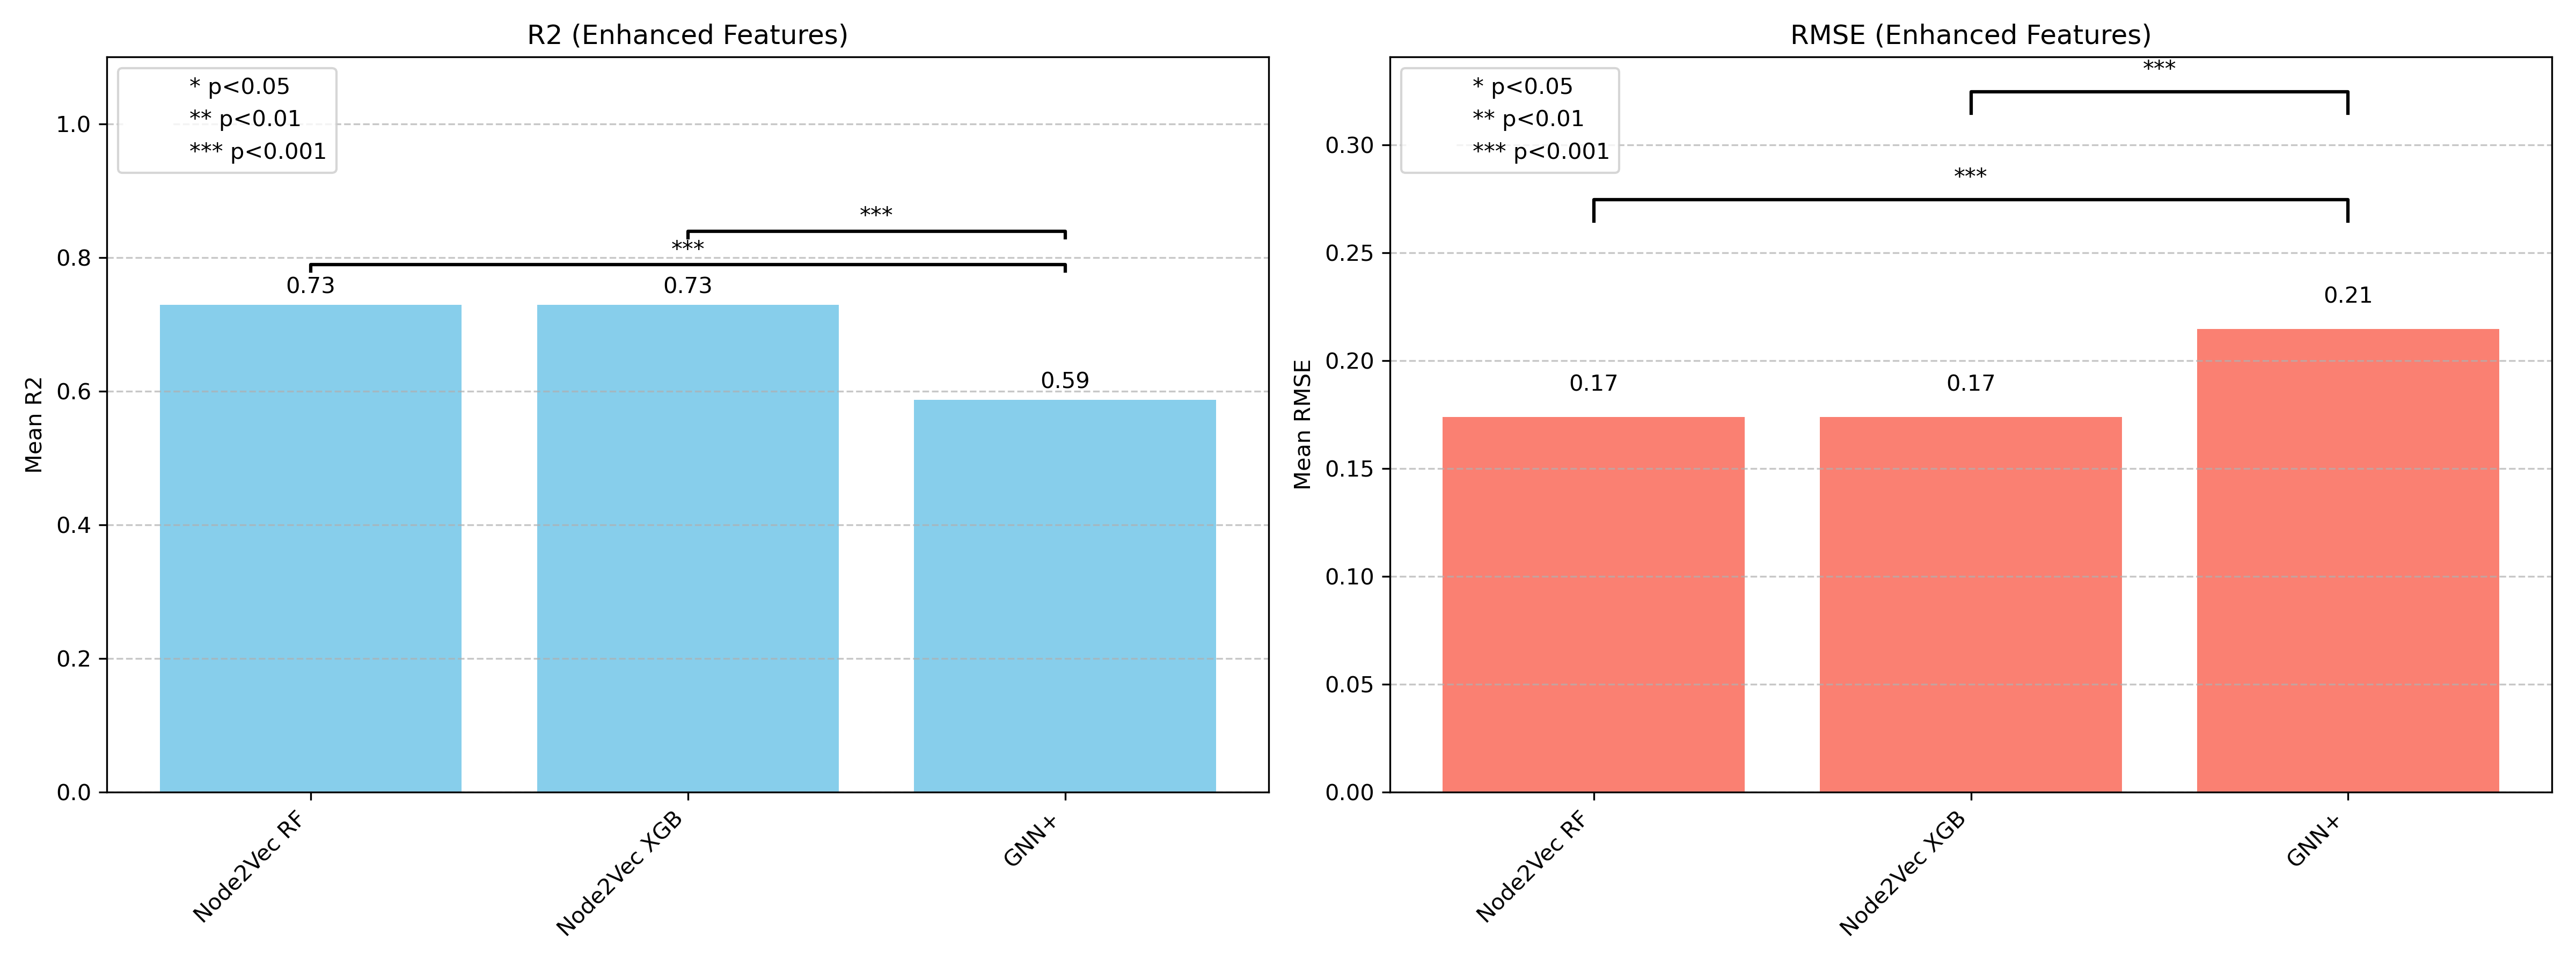 R2 (Enhanced Features)
* p<0.05
** p<0.01
*** p<0.001
1.0
0.8
0.6
0.4
0.2
0.0
Mean R2
***
***
0.73
0.73
0.59
Node2Vec RF
Node2Vec XGB
GNN+
RMSE (Enhanced Features)
* p<0.05
** p<0.01
*** p<0.001
0.30
0.25
0.20
0.15
0.10
0.05
0.00
Mean RMSE
***
***
0.17
0.17
0.21
Node2Vec RF
Node2Vec XGB
GNN+